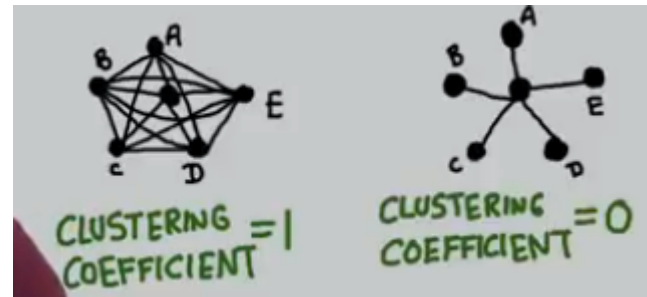 A
B
E
C
D
CLUSTERING
COEFFICIENT = 1
A
B
E
C
D
CLUSTERING
COEFFICIENT = 0